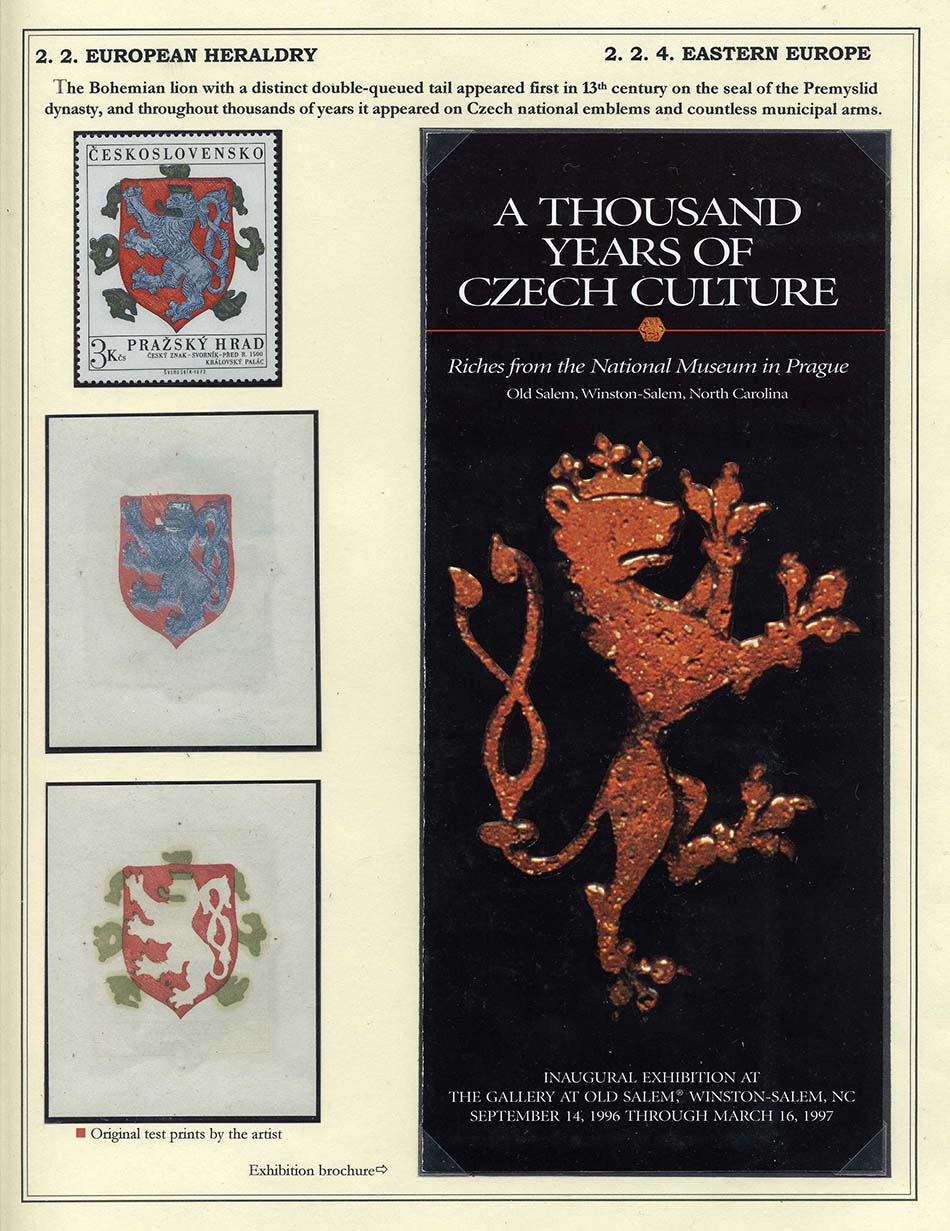 2. 2. EUROPEAN HERALDRY
2. 2. 4. EASTERN EUROPE
The Bohemian lion with a distinct double-queued tail appeared first in 13th century on the seal of the Premyslid
dynasty, and throughout thousands of years it appeared on Czech national emblems and countless municipal arms.
ČESKOSLOVENSKO
3Kčs
PRAŽSKÝ HRAD
ČESKÝ ZNAK-SVORNÍK-PŘED R. 1500
KRÁLOVSKÝ PALÁC
A THOUSAND
YEARS OF
CZECH CULTURE
Riches from the National Museum in Prague
Old Salem, Winston-Salem, North Carolina
INAUGURAL EXHIBITION AT
THE GALLERY AT OLD SALEM,® WINSTON-SALEM, NC
SEPTEMBER 14, 1996 THROUGH MARCH 16, 1997
■ Original test prints by the artist
Exhibition brochure⇨